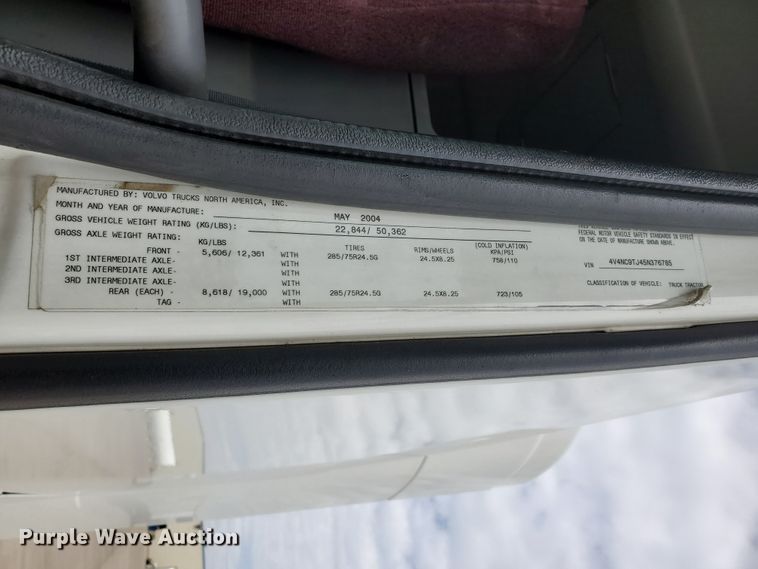 MANUFACTURED BY: VOLVO TRUCKS NORTH AMERICA, INC.
MONTH AND YEAR OF MANUFACTURE: MAY 2004
GROSS VEHICLE WEIGHT RATING (KG/LBS): 22,844/ 50,362
GROSS AXLE WEIGHT RATING:
KG/LBS TIRES RIMS/WHEELS (COLD INFLATION) KPA/PSI
FRONT - 5,606/ 12,361 WITH 285/75R24.5G 24.5X8.25 758/110
1ST INTERMEDIATE AXLE- WITH
2ND INTERMEDIATE AXLE- WITH
3RD INTERMEDIATE AXLE- WITH
REAR (EACH) - 8,618/ 19,000 WITH 285/75R24.5G 24.5X8.25 723/105
TAG - WITH
FEDERAL MOTOR VEHICLE SAFETY STANDARDS IN EFFECT
ON THE DATE OF MANUFACTURE SHOWN ABOVE.
VIN 4V4NC9TJ45N376785
CLASSIFICATION OF VEHICLE: TRUCK TRACTOR
Purple Wave Auction